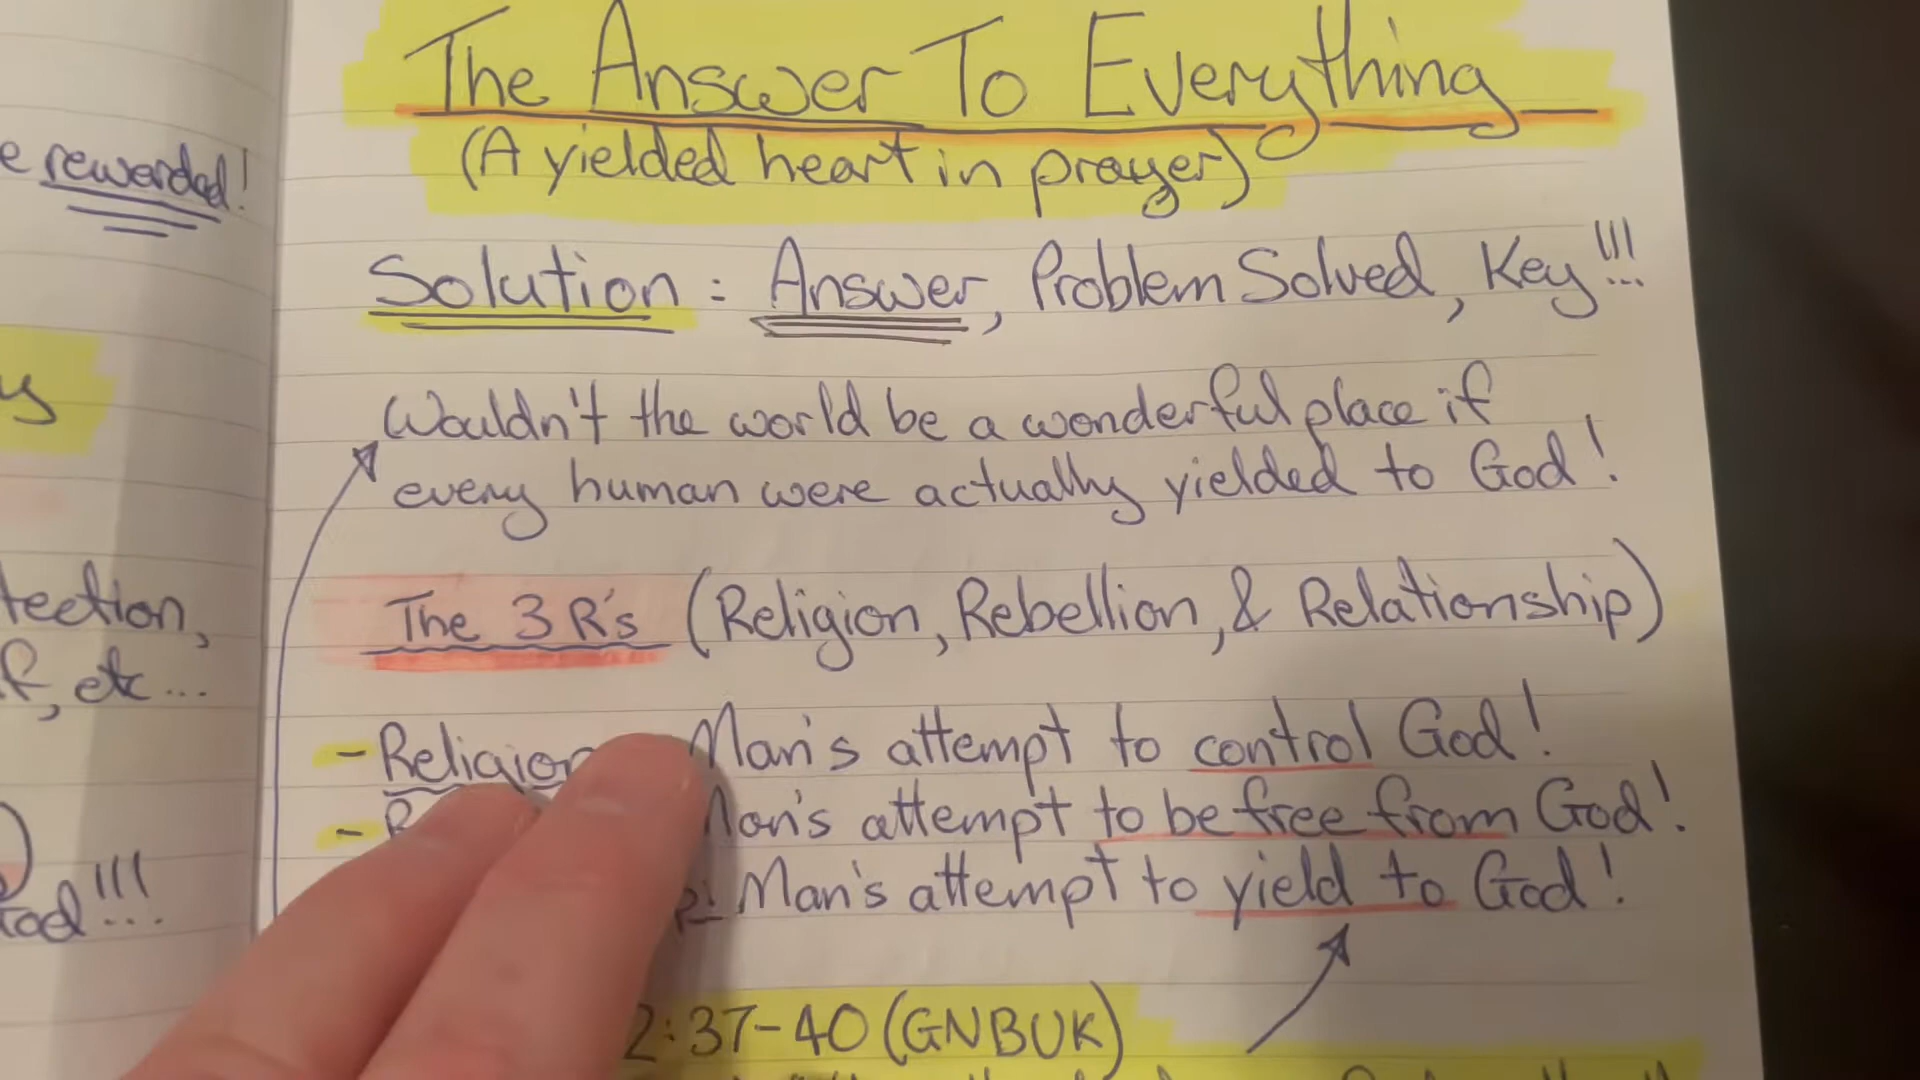 The Answer To Everything
(A yielded heart in prayer)
Solution : Answer, Problem Solved, Key!!!
Wouldn't the world be a wonderful place if
every human were actually yielded to God!
The 3 R's (Religion, Rebellion, & Relationship)
- Religion Man's attempt to control God!
- Man's attempt to be free from God!
Man's attempt to yield to God!
2:37-40 (GNBUK)
e rewarded!
tection,
f, etc...
God!!!